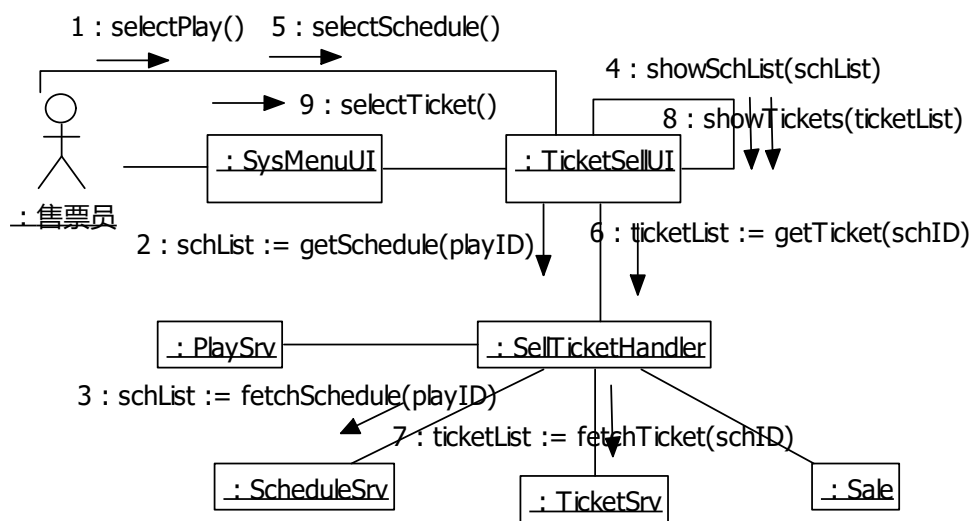 1 : selectPlay()
5 : selectSchedule()
4 : showSchList(schList)
9 : selectTicket()
8 : showTickets(ticketList)
: SysMenuUI
: TicketSellUI
: 售票员
2 : schList := getSchedule(playID)
6 : ticketList := getTicket(schID)
: PlaySrv
: SellTicketHandler
3 : schList := fetchSchedule(playID)
7 : ticketList := fetchTicket(schID)
: ScheduleSrv
: TicketSrv
: Sale